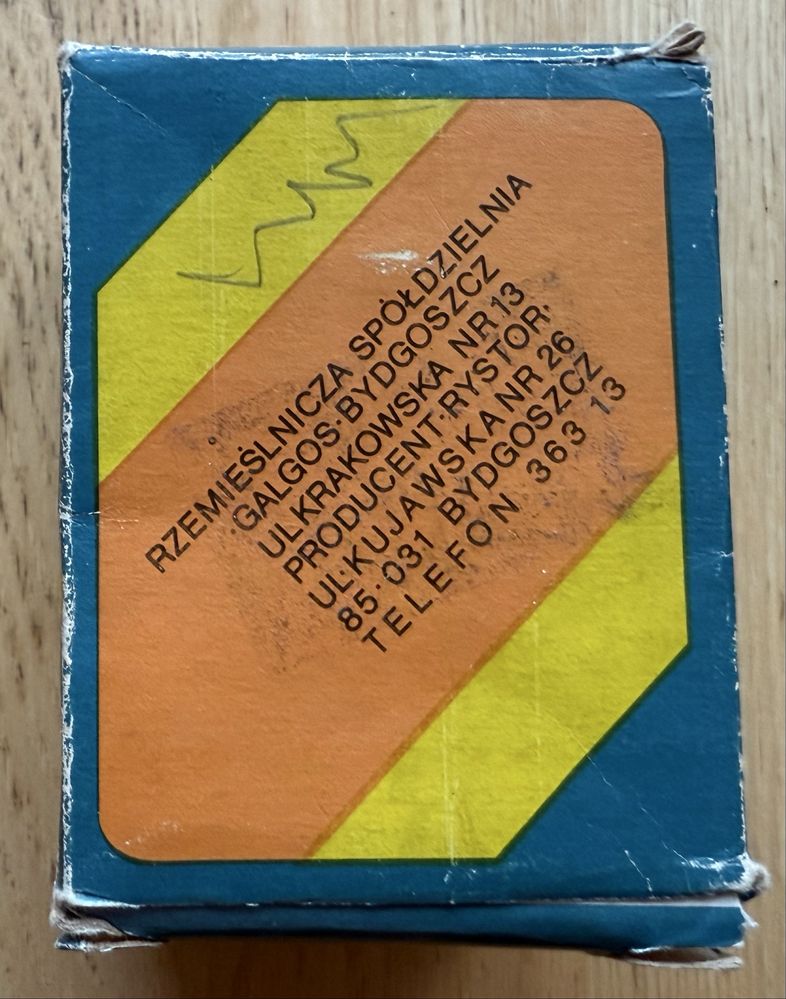 RZEMIEŚLNICZA SPÓŁDZIELNIA
·GALGOS·BYDGOSZCZ
UL·KRAKOWSKA NR 13
PRODUCENT·RYSTOR·
UL·KUJAWSKA NR 26
85·031 BYDGOSZCZ
TELEFON 363 13